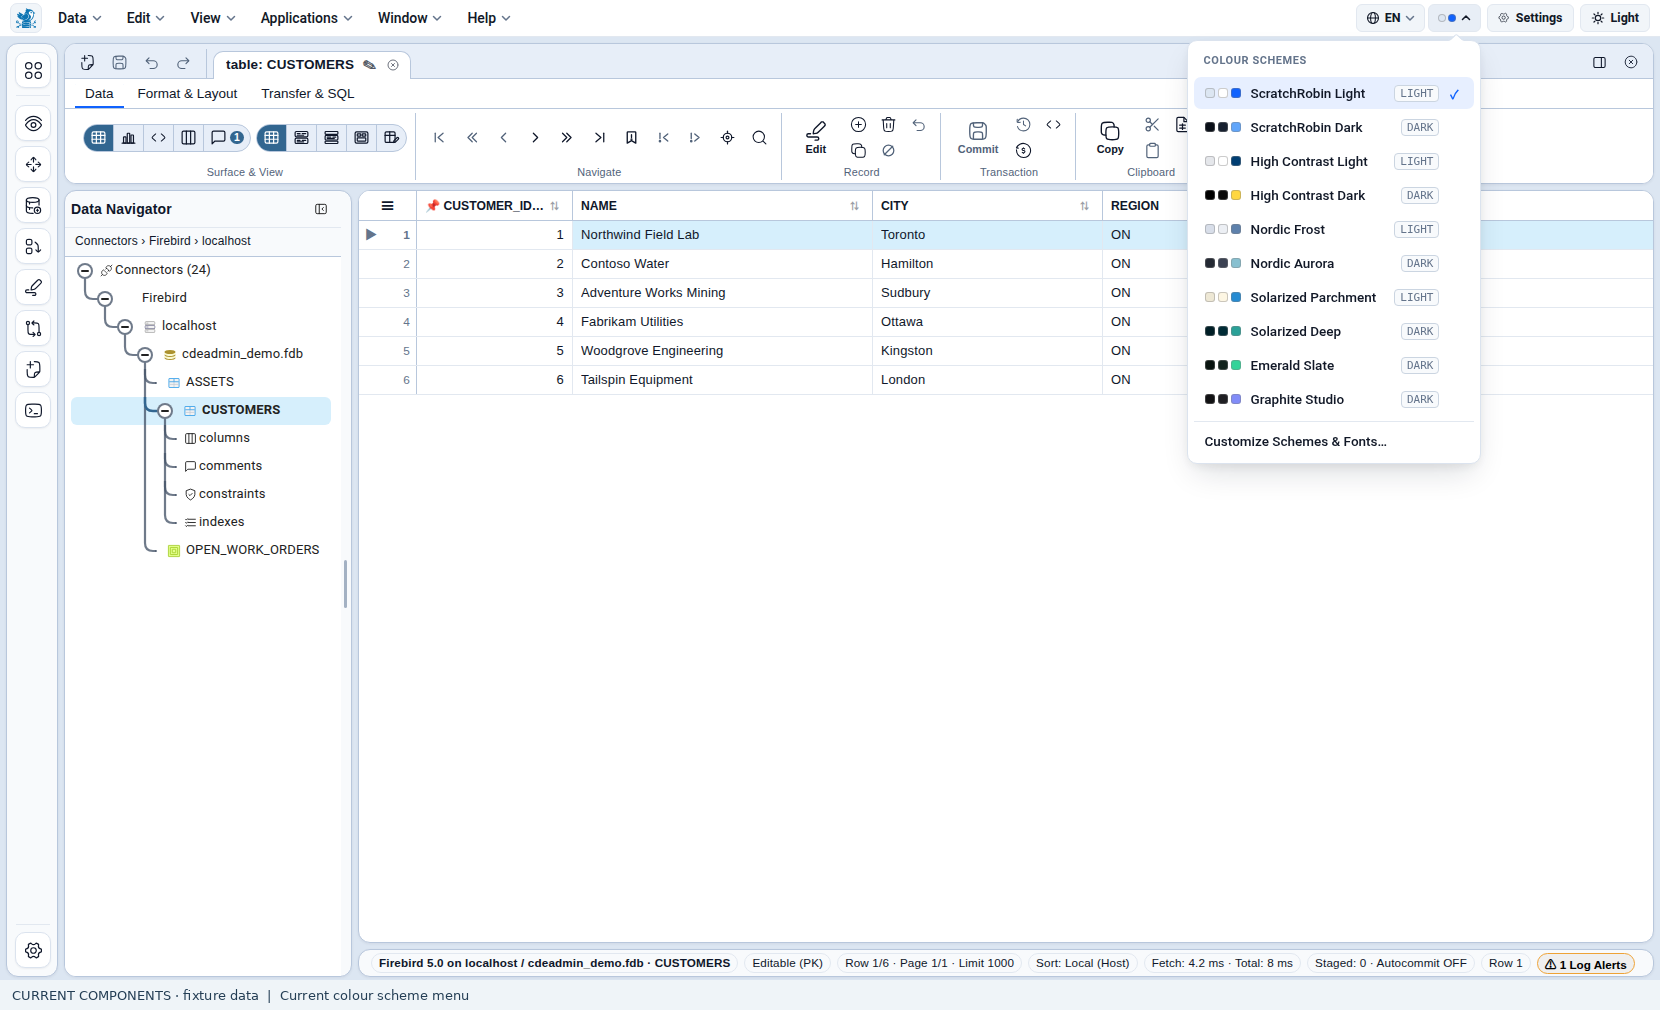 Data Edit View Applications Window Help EN Settings Light
table: CUSTOMERS
Data Format & Layout Transfer & SQL
1
Edit Commit Copy
Surface & View Navigate Record Transaction Clipboard
COLOUR SCHEMES
ScratchRobin Light LIGHT
ScratchRobin Dark DARK
High Contrast Light LIGHT
High Contrast Dark DARK
Nordic Frost LIGHT
Nordic Aurora DARK
Solarized Parchment LIGHT
Solarized Deep DARK
Emerald Slate DARK
Graphite Studio DARK
Customize Schemes & Fonts...
Data Navigator
Connectors › Firebird › localhost
Connectors (24)
Firebird
localhost
cdeadmin_demo.fdb
ASSETS
CUSTOMERS
columns
comments
constraints
indexes
OPEN_WORK_ORDERS
CUSTOMER_ID... NAME CITY REGION
1 1 Northwind Field Lab Toronto ON
2 2 Contoso Water Hamilton ON
3 3 Adventure Works Mining Sudbury ON
4 4 Fabrikam Utilities Ottawa ON
5 5 Woodgrove Engineering Kingston ON
6 6 Tailspin Equipment London ON
Firebird 5.0 on localhost / cdeadmin_demo.fdb · CUSTOMERS Editable (PK) Row 1/6 · Page 1/1 · Limit 1000 Sort: Local (Host) Fetch: 4.2 ms · Total: 8 ms Staged: 0 · Autocommit OFF Row 1 1 Log Alerts
CURRENT COMPONENTS · fixture data | Current colour scheme menu